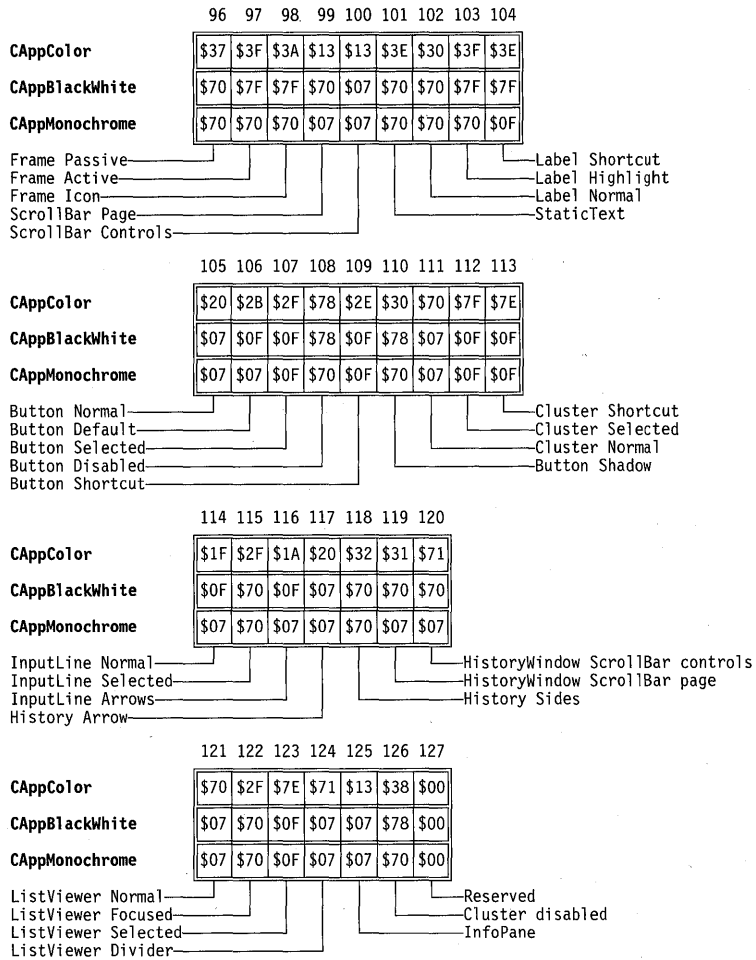 96 97 98 99 100 101 102 103 104
CAppColor $37 $3F $3A $13 $13 $3E $30 $3F $3E
CAppBlackWhite $70 $7F $7F $70 $07 $70 $70 $7F $7F
CAppMonochrome $70 $70 $70 $07 $07 $70 $70 $70 $0F
Frame Passive Label Shortcut
Frame Active Label Highlight
Frame Icon Label Normal
ScrollBar Page StaticText
ScrollBar Controls
105 106 107 108 109 110 111 112 113
CAppColor $20 $2B $2F $78 $2E $30 $70 $7F $7E
CAppBlackWhite $07 $0F $0F $78 $0F $78 $07 $0F $0F
CAppMonochrome $07 $07 $0F $70 $0F $70 $07 $0F $0F
Button Normal Cluster Shortcut
Button Default Cluster Selected
Button Selected Cluster Normal
Button Disabled Button Shadow
Button Shortcut
114 115 116 117 118 119 120
CAppColor $1F $2F $1A $20 $32 $31 $71
CAppBlackWhite $0F $70 $0F $07 $70 $70 $70
CAppMonochrome $07 $70 $07 $07 $70 $07 $07
InputLine Normal HistoryWindow ScrollBar controls
InputLine Selected HistoryWindow ScrollBar page
InputLine Arrows History Sides
History Arrow
121 122 123 124 125 126 127
CAppColor $70 $2F $7E $71 $13 $38 $00
CAppBlackWhite $07 $70 $0F $07 $07 $78 $00
CAppMonochrome $07 $70 $0F $07 $07 $70 $00
ListViewer Normal Reserved
ListViewer Focused Cluster disabled
ListViewer Selected InfoPane
ListViewer Divider